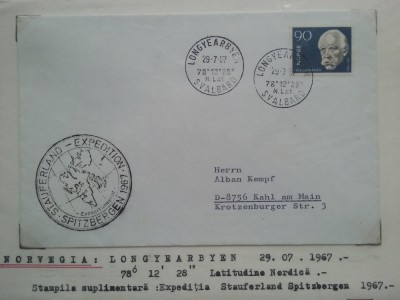 LONGYEARBYEN
29-7 67
78°12'28"
N. LAT.
SVALBARD
LONGYEARBYEN
29-7
78°12'28"
N. LAT.
SVALBARD
90
NORGE
STAUFERLAND - EXPEDITION 1967
SPITZBERGEN
Herrn
Alban Kempf
D-8756 Kahl am Main
Krotzenburger Str. 3
NORVEGIA: LONGYEARBYEN 29.07.1967.-
78° 12' 28" Latitudine Nordică .-
Stampila suplimentară :Expediția Stauferland Spitzbergen 1967.-